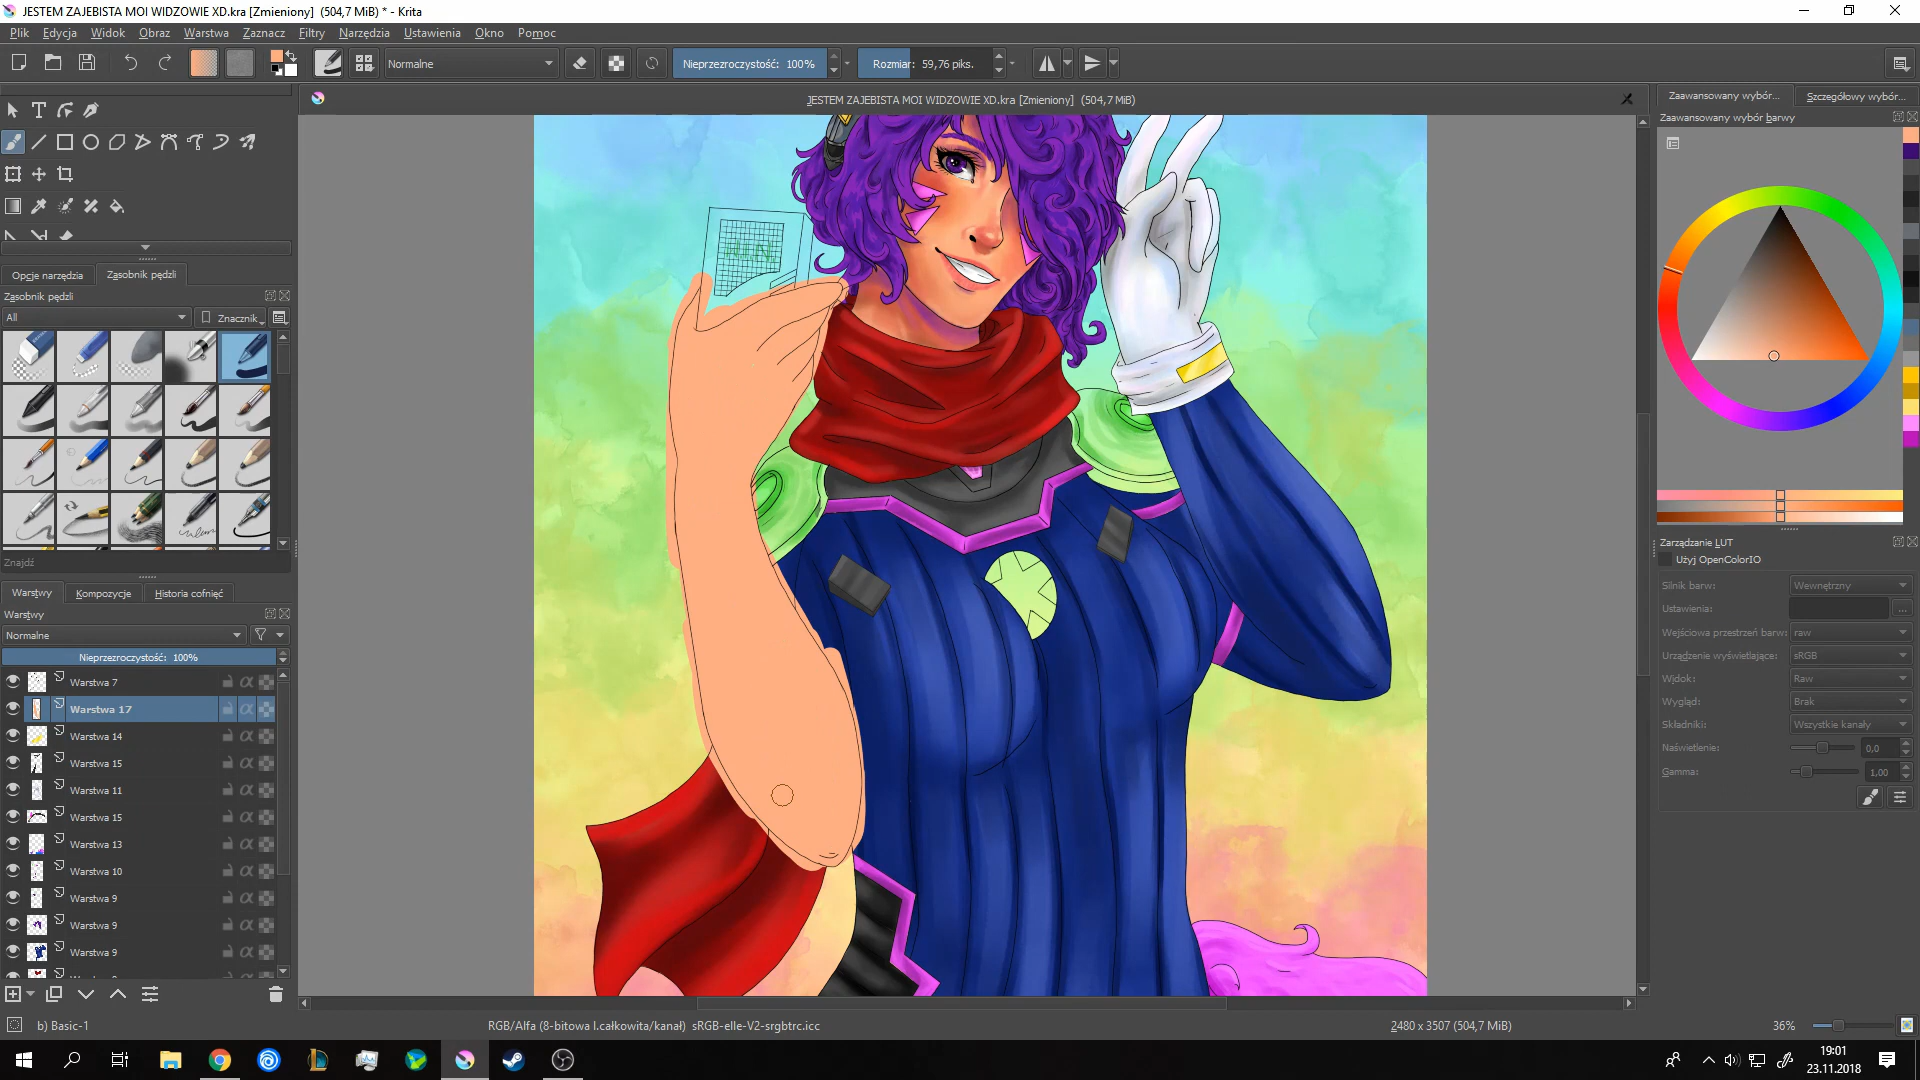 JESTEM ZAJEBISTA MOI WIDZOWIE XD.kra [Zmieniony]  (504,7 MiB) * - Krita
Plik Edycja Widok Obraz Warstwa Zaznacz Filtry Narzędzia Ustawienia Okno Pomoc
Normalne Nieprzezroczystość: 100% Rozmiar: 59,76 piks.
JESTEM ZAJEBISTA MOI WIDZOWIE XD.kra [Zmieniony]  (504,7 MiB)
Zaawansowany wybór... Szczegółowy wybór...
Zaawansowany wybór barwy
Opcje narzędzia Zasobnik pędzli
Zasobnik pędzli
All Znacznik
Znajdź
Warstwy Kompozycje Historia cofnięć
Warstwy
Normalne
Nieprzezroczystość: 100%
Warstwa 7
Warstwa 17
Warstwa 14
Warstwa 15
Warstwa 11
Warstwa 15
Warstwa 13
Warstwa 10
Warstwa 9
Warstwa 9
Warstwa 9
Zarządzanie LUT
Użyj OpenColorIO
Silnik barw: Wewnętrzny
Ustawienia: ...
Wejściowa przestrzeń barw: raw
Urządzenie wyświetlające: sRGB
Widok: Raw
Wygląd: Brak
Składniki: Wszystkie kanały
Naświetlenie: 0,0
Gamma: 1,00
b) Basic-1 RGB/Alfa (8-bitowa l.całkowita/kanał)  sRGB-elle-V2-srgbtrc.icc 2480 x 3507 (504,7 MiB) 36%
19:01
23.11.2018